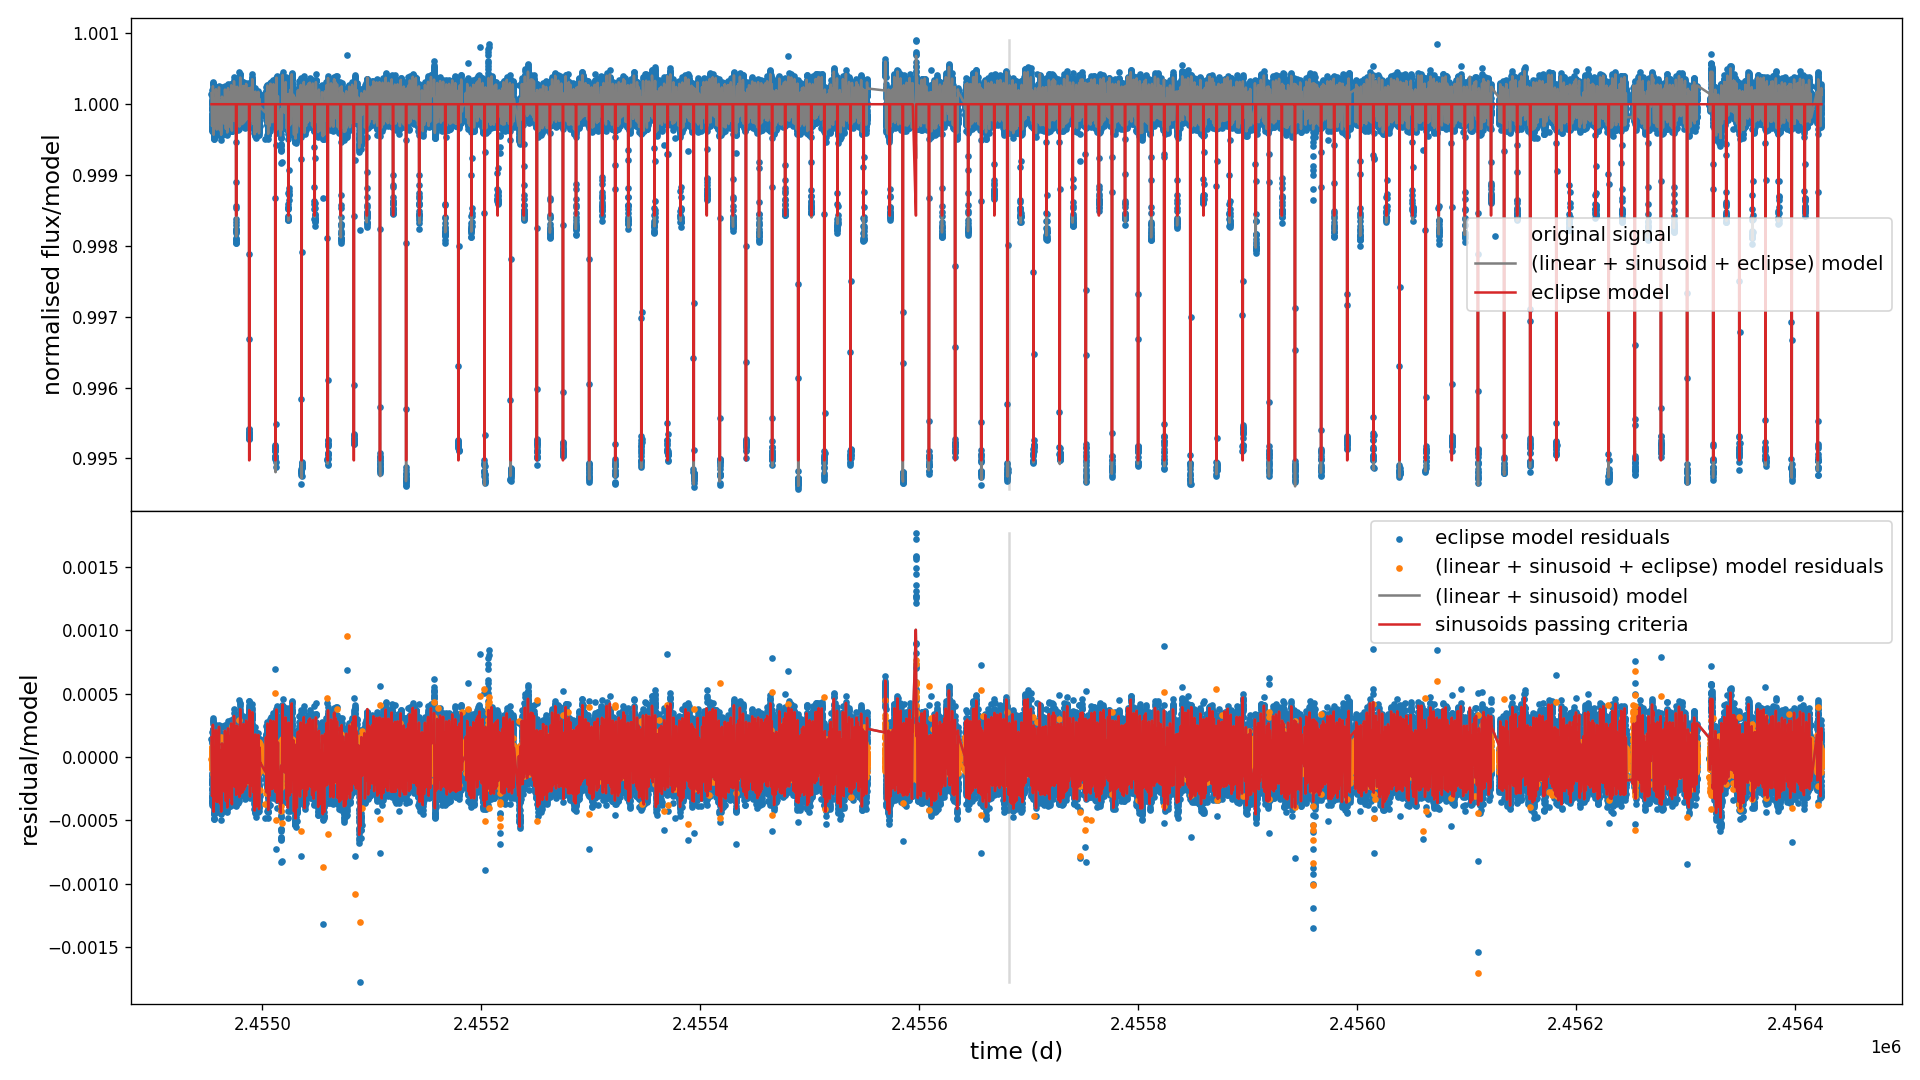 1.001
1.000
0.999
0.998
0.997
0.996
0.995
normalised flux/model
original signal
(linear + sinusoid + eclipse) model
eclipse model
0.0015
0.0010
0.0005
0.0000
−0.0005
−0.0010
−0.0015
residual/model
eclipse model residuals
(linear + sinusoid + eclipse) model residuals
(linear + sinusoid) model
sinusoids passing criteria
2.4550 2.4552 2.4554 2.4556 2.4558 2.4560 2.4562 2.4564
1e6
time (d)